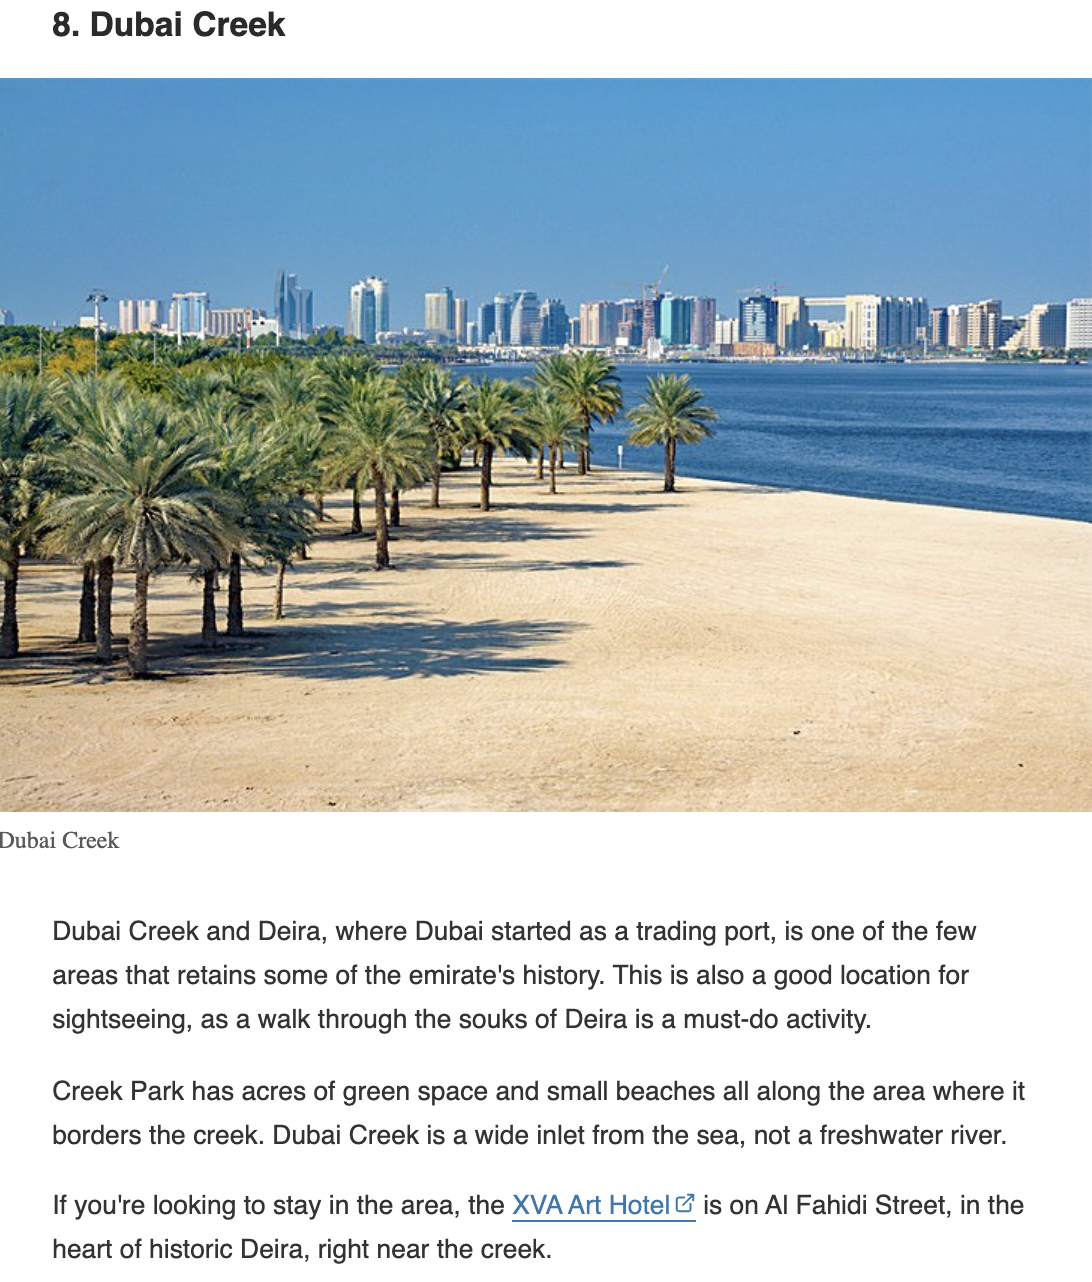 8. Dubai Creek
Dubai Creek
Dubai Creek and Deira, where Dubai started as a trading port, is one of the few
areas that retains some of the emirate's history. This is also a good location for
sightseeing, as a walk through the souks of Deira is a must-do activity.
Creek Park has acres of green space and small beaches all along the area where it
borders the creek. Dubai Creek is a wide inlet from the sea, not a freshwater river.
If you're looking to stay in the area, the XVA Art Hotel is on Al Fahidi Street, in the
heart of historic Deira, right near the creek.